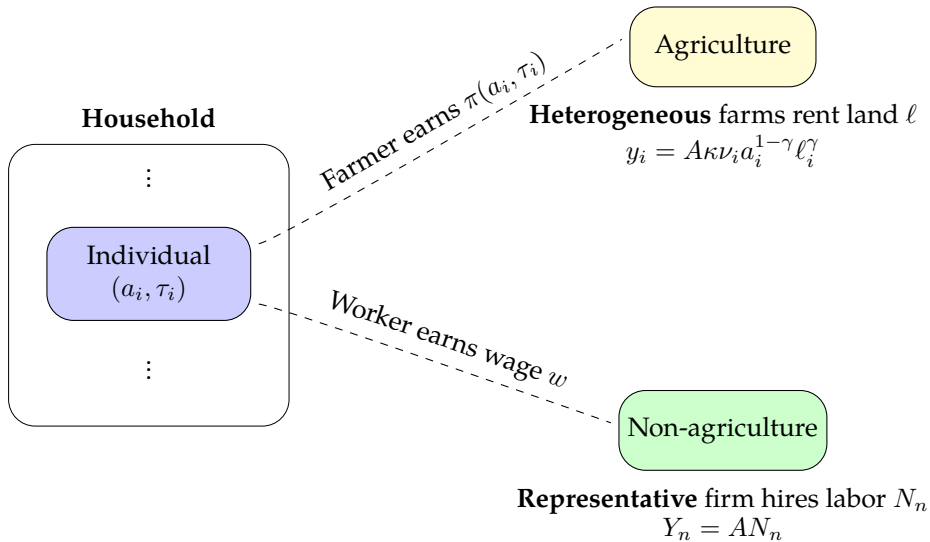 Household
⋮
Individual
(a_i, τ_i)
⋮
Farmer earns π(a_i, τ_i)
Worker earns wage w
Agriculture
Heterogeneous farms rent land ℓ
y_i = Aκν_i a_i^{1−γ} ℓ_i^γ
Non-agriculture
Representative firm hires labor N_n
Y_n = AN_n